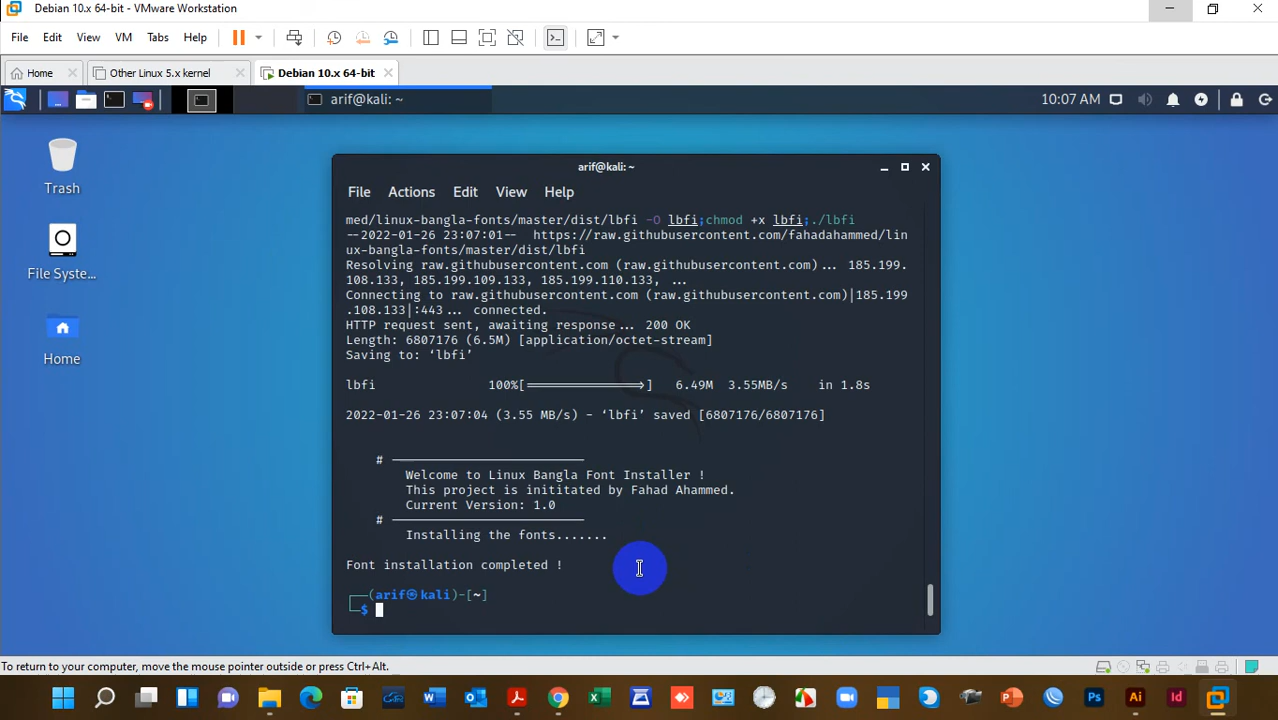 Debian 10.x 64-bit - VMware Workstation
File Edit View VM Tabs Help
Home Other Linux 5.x kernel Debian 10.x 64-bit
arif@kali: ~ 10:07 AM
Trash
File Syste...
Home
arif@kali: ~
File Actions Edit View Help
med/linux-bangla-fonts/master/dist/lbfi -O lbfi;chmod +x lbfi;./lbfi
--2022-01-26 23:07:01-- https://raw.githubusercontent.com/fahadahammed/lin
ux-bangla-fonts/master/dist/lbfi
Resolving raw.githubusercontent.com (raw.githubusercontent.com)... 185.199.
108.133, 185.199.109.133, 185.199.110.133, ...
Connecting to raw.githubusercontent.com (raw.githubusercontent.com)|185.199
.108.133|:443... connected.
HTTP request sent, awaiting response... 200 OK
Length: 6807176 (6.5M) [application/octet-stream]
Saving to: ‘lbfi’
lbfi 100%[===================>] 6.49M 3.55MB/s in 1.8s
2022-01-26 23:07:04 (3.55 MB/s) - ‘lbfi’ saved [6807176/6807176]
#
Welcome to Linux Bangla Font Installer !
This project is inititated by Fahad Ahammed.
Current Version: 1.0
#
Installing the fonts.......
Font installation completed !
(arif㉿kali)-[~]
$
To return to your computer, move the mouse pointer outside or press Ctrl+Alt.